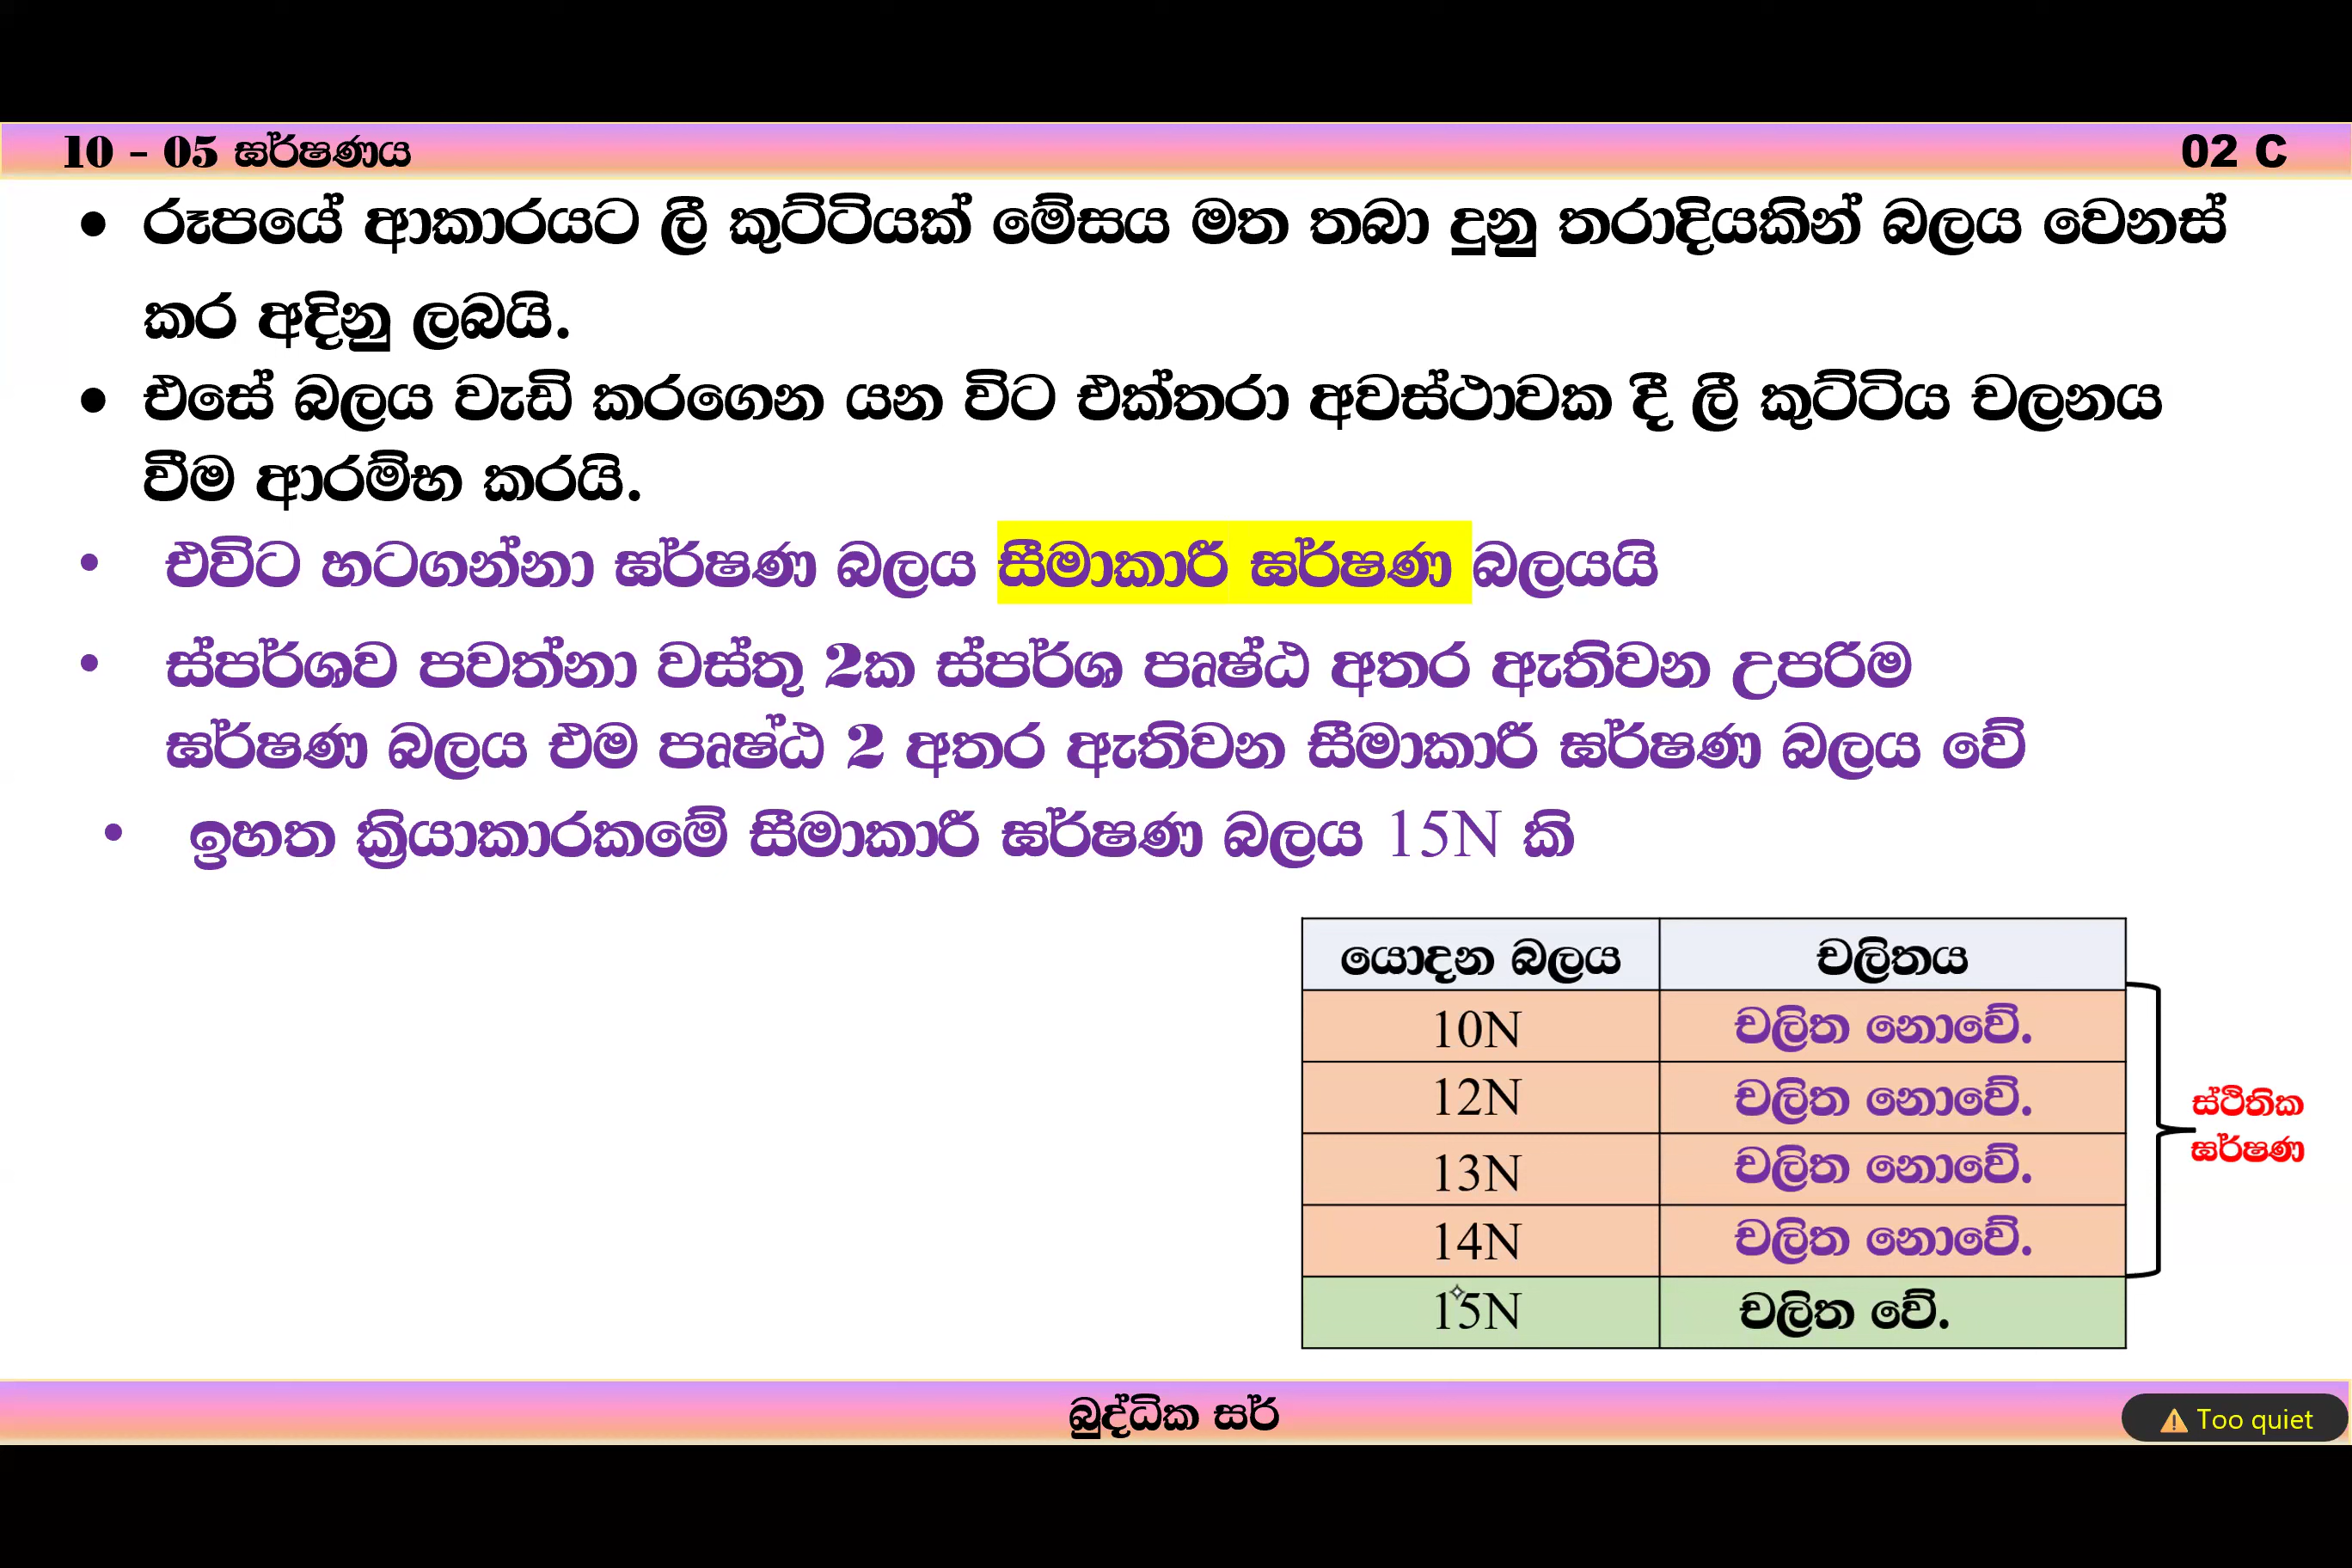 10 - 05 ඝර්ෂණය
02 C
• රූපයේ ආකාරයට ලී කුට්ටියක් මේසය මත තබා දුනු තරාදියකින් බලය වෙනස්
කර අදිනු ලබයි.
• එසේ බලය වැඩි කරගෙන යන විට එක්තරා අවස්ථාවක දී ලී කුට්ටිය චලනය
වීම ආරම්භ කරයි.
• එවිට හටගන්නා ඝර්ෂණ බලය සීමාකාරී ඝර්ෂණ බලයයි
• ස්පර්ශව පවත්නා වස්තු 2ක ස්පර්ශ පෘෂ්ඨ අතර ඇතිවන උපරිම
ඝර්ෂණ බලය එම පෘෂ්ඨ 2 අතර ඇතිවන සීමාකාරී ඝර්ෂණ බලය වේ
• ඉහත ක්‍රියාකාරකමේ සීමාකාරී ඝර්ෂණ බලය 15N කි
යොදන බලය චලිතය
10N චලිත නොවේ.
12N චලිත නොවේ.
13N චලිත නොවේ.
14N චලිත නොවේ.
15N චලිත වේ.
ස්ථිතික
ඝර්ෂණ
බුද්ධික සර්
Too quiet